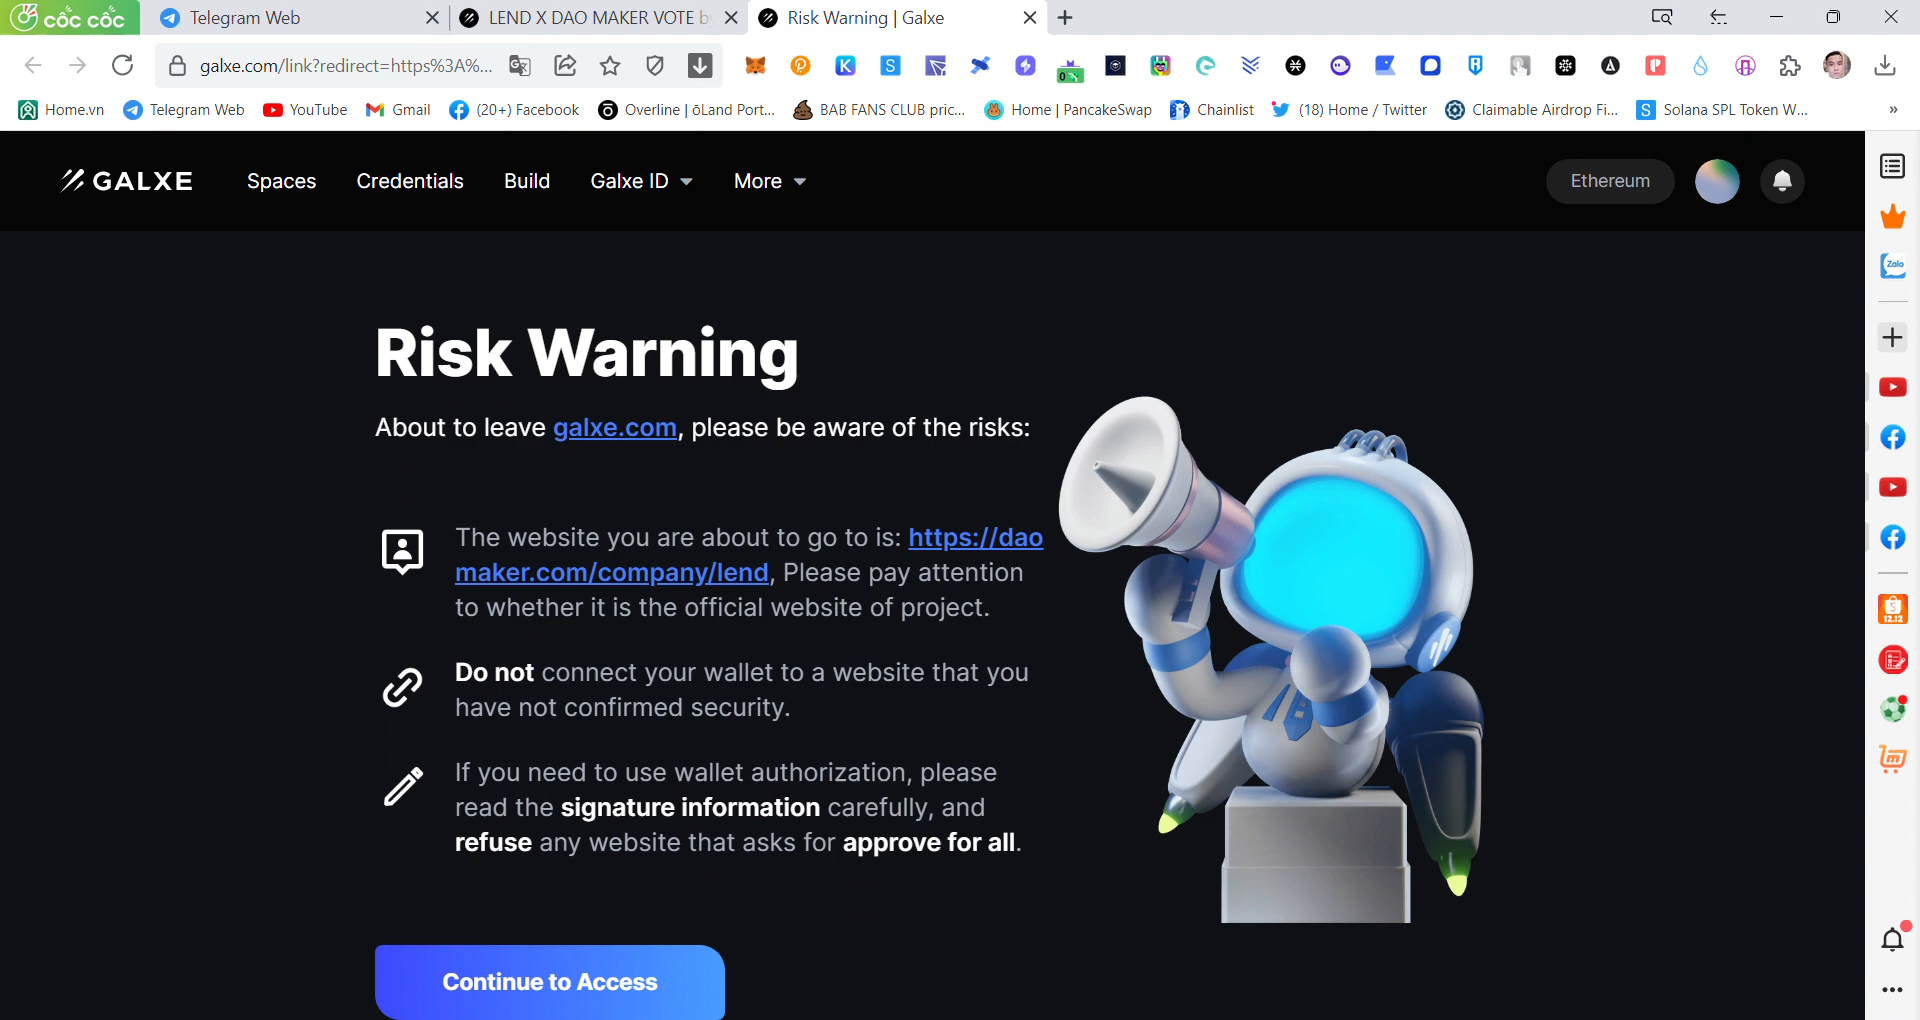 cốc cốc
Telegram Web
LEND X DAO MAKER VOTE b
Risk Warning | Galxe
galxe.com/link?redirect=https%3A%...
0
Home.vn
Telegram Web
YouTube
Gmail
(20+) Facebook
Overline | ōLand Port...
BAB FANS CLUB pric...
Home | PancakeSwap
Chainlist
(18) Home / Twitter
Claimable Airdrop Fi...
Solana SPL Token W...
»
GALXE
Spaces
Credentials
Build
Galxe ID
More
Ethereum
Zalo
Risk Warning
About to leave galxe.com, please be aware of the risks:
The website you are about to go to is: https://dao
maker.com/company/lend, Please pay attention
to whether it is the official website of project.
Do not connect your wallet to a website that you
have not confirmed security.
If you need to use wallet authorization, please
read the signature information carefully, and
refuse any website that asks for approve for all.
12.12
Continue to Access